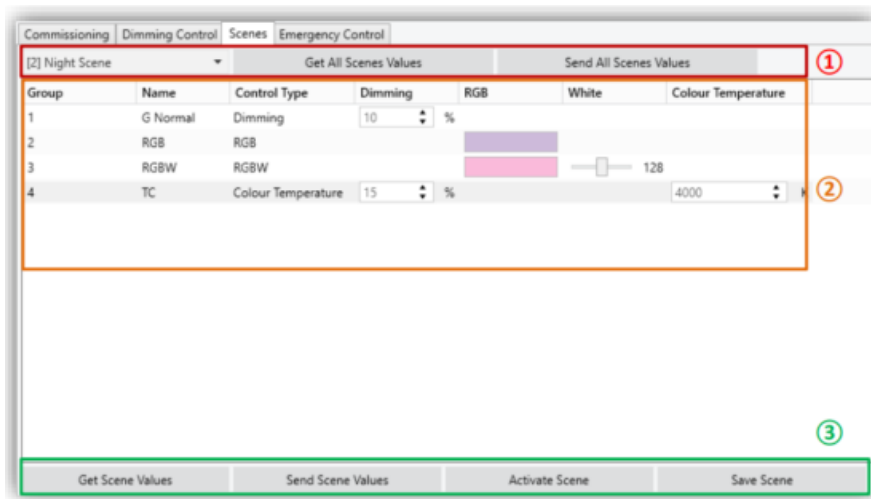 Commissioning Dimming Control Scenes Emergency Control
[2] Night Scene Get All Scenes Values Send All Scenes Values ①
Group Name Control Type Dimming RGB White Colour Temperature
1 G Normal Dimming 10 %
2 RGB RGB
3 RGBW RGBW 128
4 TC Colour Temperature 15 % 4000 ②
③
Get Scene Values Send Scene Values Activate Scene Save Scene